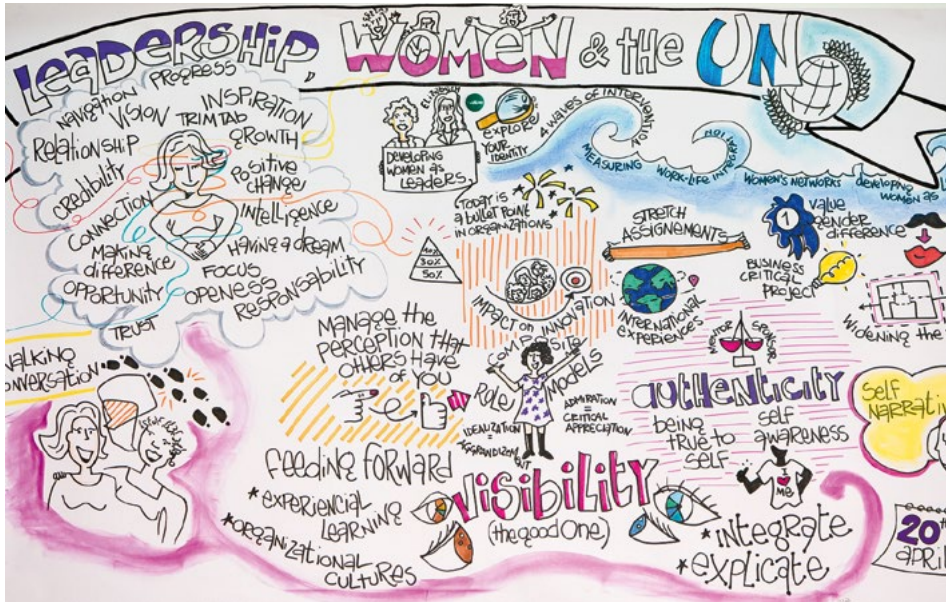 LEADERSHIP, WOMEN & THE UN
NAVIGATION
PROGRESS
VISION
TRIMTAB
INSPIRATION
GROWTH
RELATIONSHIP
POSITIVE
CHANGE
CREDIBILITY
INTELLIGENCE
CONNECTION
HAVING A DREAM
MAKING
DIFFERENCE
FOCUS
OPPORTUNITY
OPENESS
RESPONSABILITY
TRUST
ELIZABETH
DEVELOPING
WOMEN AS
LEADERS,
EXPLORE
YOUR
IDENTITY
4 WAVES OF INTERVENTION
MEASURING
WORK-LIFE
WOMEN'S NETWORKS
DEVELOPING
WOMEN AS
TODAY IS
A BULLET POINT
IN ORGANIZATIONS
30%
50%
IMPACT ON INNOVATION
STRETCH
ASSIGNEMENTS
INTERNATIONAL
EXPERIENCES
1
VALUE
GENDER
DIFFERENCE
BUSINESS
CRITICAL
PROJECT
WIDENING THE
WALKING
CONVERSATION
MANAGE THE
PERCEPTION THAT
OTHERS HAVE
OF YOU
COMPOSITE
ROLE MODELS
IDEALIZATION
=
AGGRANDIZEMENT
ADMIRATION
=
CRITICAL
APPRECIATION
MENTOR
SPONSOR
AUTHENTICITY
BEING
TRUE TO
SELF
SELF
AWARENESS
I
ME
SELF
FEEDING FORWARD
*EXPERIENCIAL
LEARNING
*ORGANIZATIONAL
CULTURES
VISIBILITY
(THE GOOD ONE)
*INTEGRATE
*EXPLICATE
20TH
APRIL